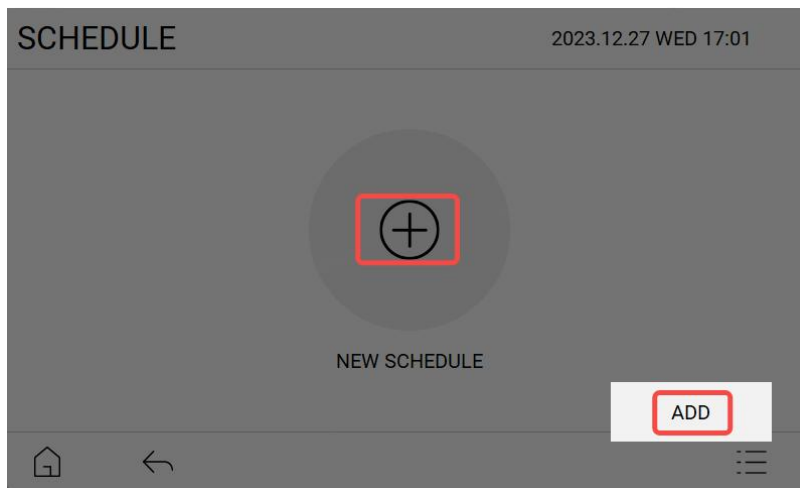 SCHEDULE
2023.12.27 WED 17:01
NEW SCHEDULE
ADD